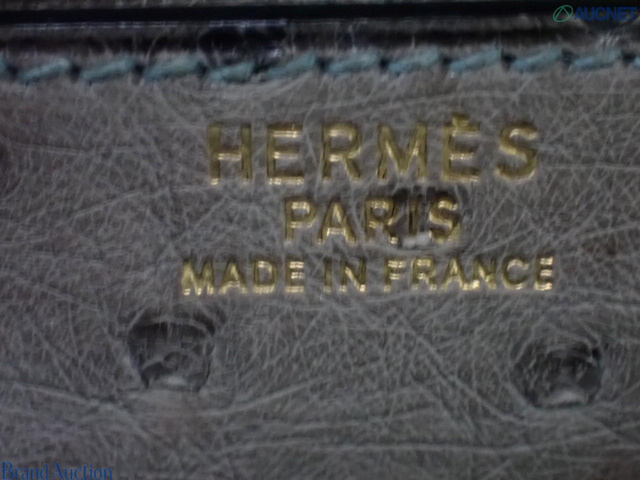 AUCNET
HERMÈS
PARIS
MADE IN FRANCE
Brand Auction